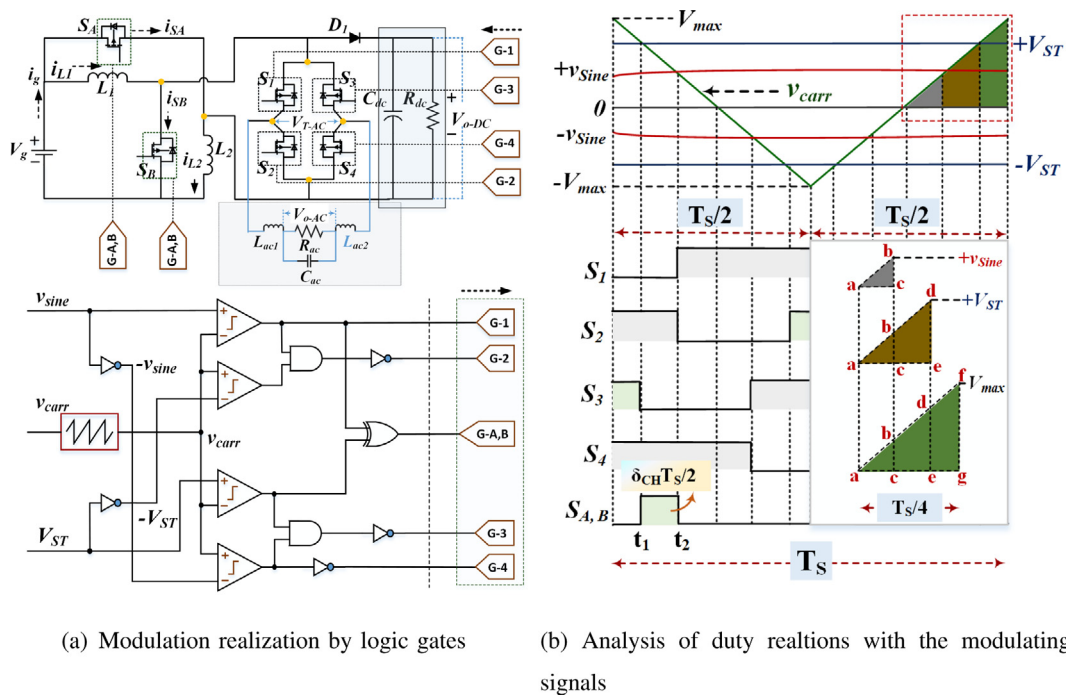 S_A
i_SA
i_g
i_L1
L_1
i_SB
V_g
S_B
i_L2
L_2
G-A,B
G-A,B
D_1
S_1
S_3
V_T-AC
S_2
S_4
C_dc
R_dc
+
V_o-DC
−
G-1
G-3
G-4
G-2
V_o-AC
L_ac1
R_ac
L_ac2
C_ac
v_sine
-v_sine
v_carr
v_carr
V_ST
-V_ST
G-1
G-2
G-A,B
G-3
G-4
(a) Modulation realization by logic gates
V_max
+V_ST
+v_Sine
v_carr
0
-v_Sine
-V_ST
-V_max
T_S/2
T_S/2
S_1
S_2
S_3
S_4
δ_CH T_S/2
S_A, B
t_1
t_2
T_S
b
+v_Sine
a
c
d
+V_ST
b
a
c
e
f
V_max
d
b
a
c
e
g
T_S/4
(b) Analysis of duty realtions with the modulating
signals